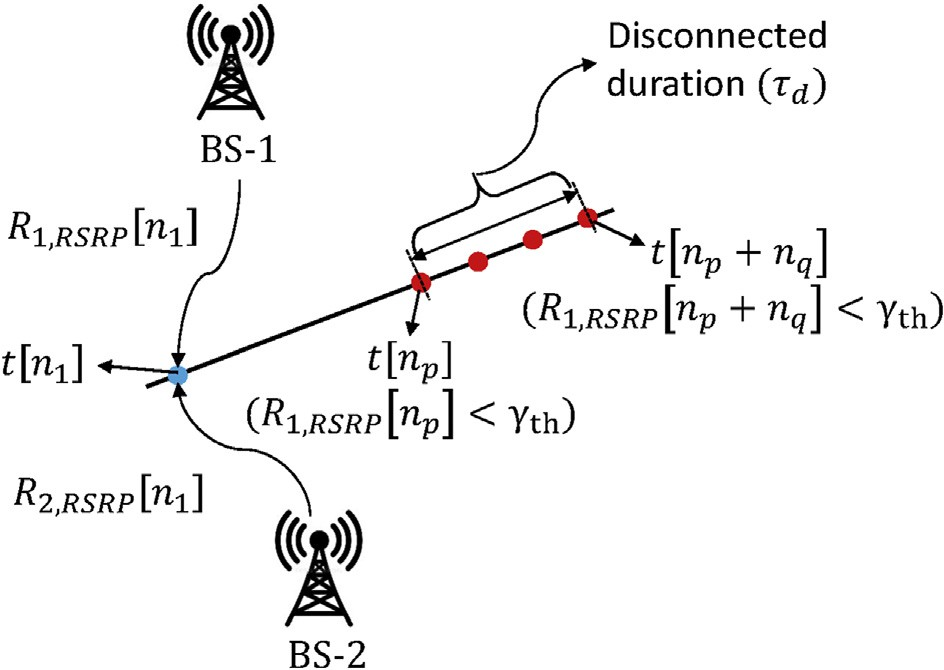 Disconnected
duration (τ_d)
BS-1
R_{1,RSRP}[n_1]
t[n_p + n_q]
(R_{1,RSRP}[n_p + n_q] < γ_th)
t[n_1]
t[n_p]
(R_{1,RSRP}[n_p] < γ_th)
R_{2,RSRP}[n_1]
BS-2